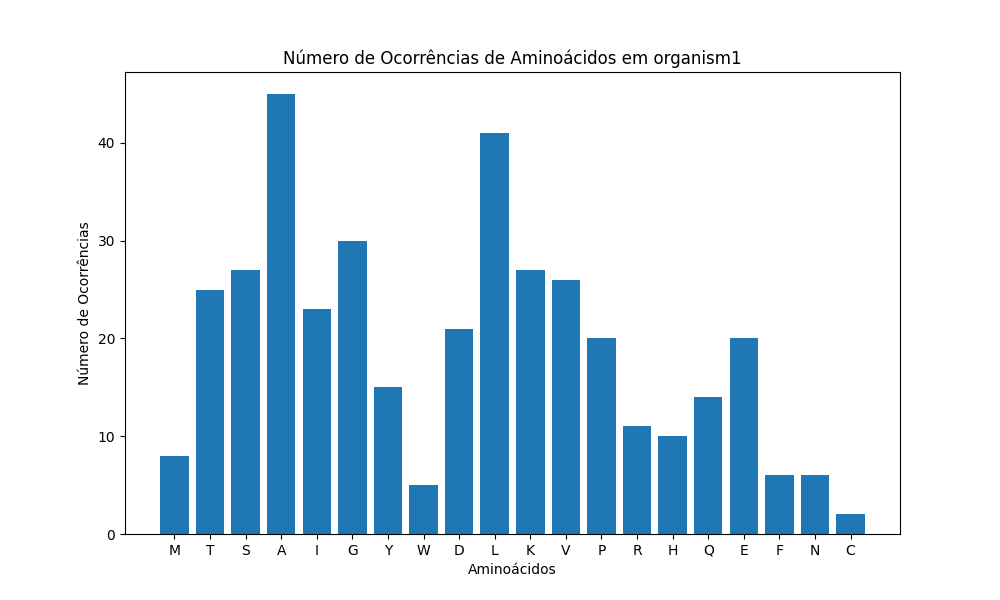 Número de Ocorrências de Aminoácidos em organism1
Número de Ocorrências
40
30
20
10
0
M T S A I G Y W D L K V P R H Q E F N C
Aminoácidos